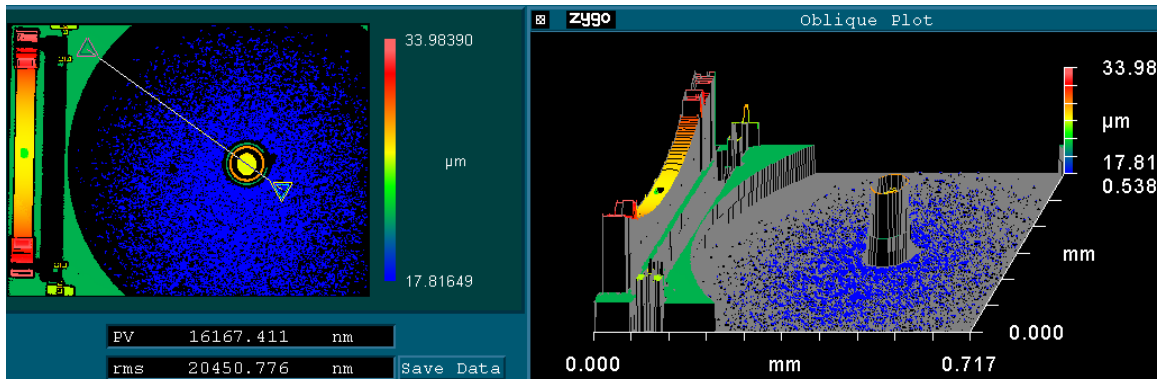 33.98390
µm
17.81649
PV 16167.411 nm
rms 20450.776 nm
Save Data
zygo Oblique Plot
33.98
µm
17.81
0.538
mm
0.000
0.000 mm 0.717